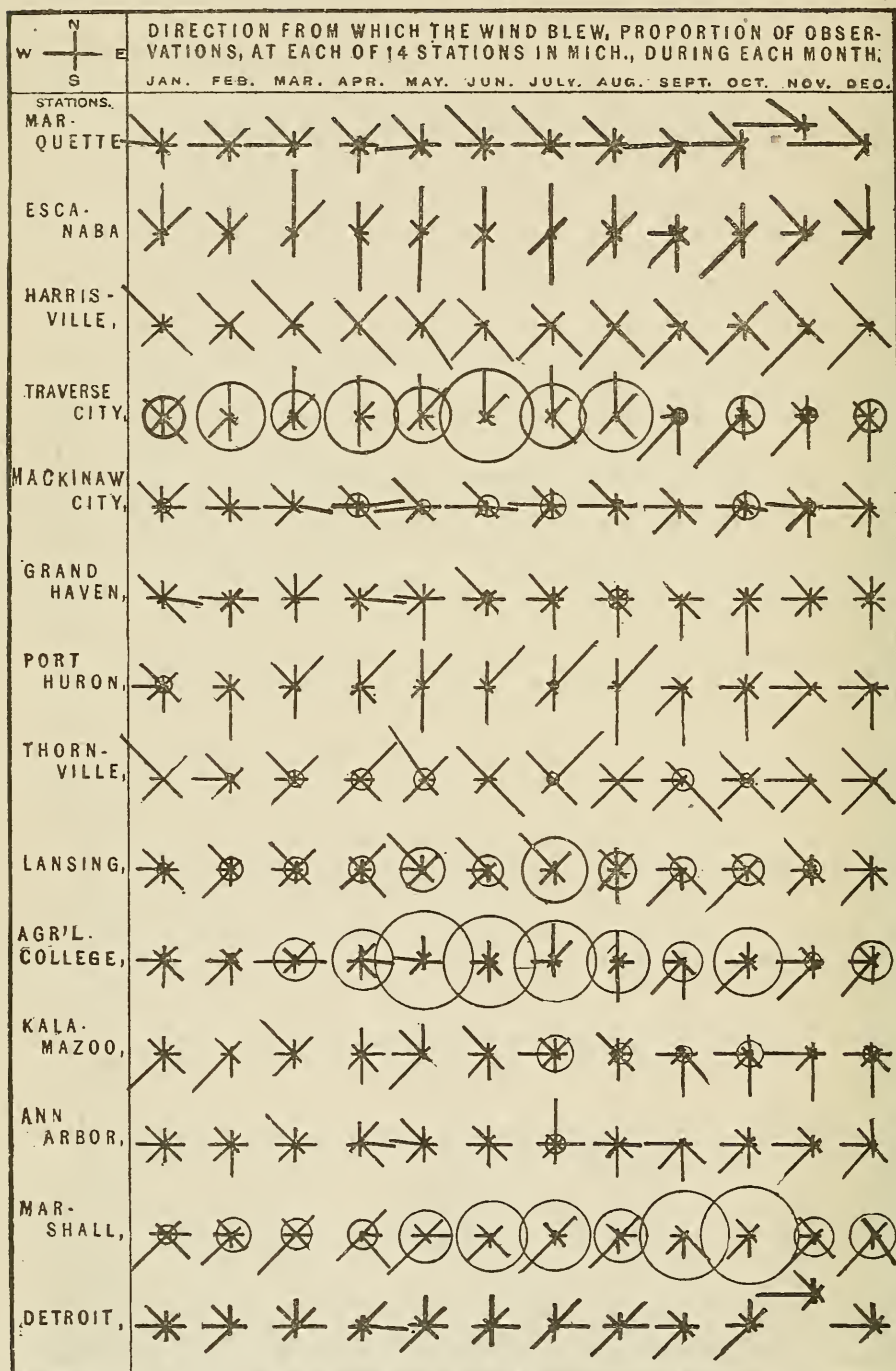 N
W E
S
DIRECTION FROM WHICH THE WIND BLEW, PROPORTION OF OBSER-
VATIONS, AT EACH OF 14 STATIONS IN MICH., DURING EACH MONTH.
JAN. FEB. MAR. APR. MAY. JUN. JULY. AUG. SEPT. OCT. NOV. DEC.
STATIONS.
MAR-
QUETTE
ESCA-
NABA
HARRIS-
VILLE,
TRAVERSE
CITY,
MACKINAW
CITY,
GRAND
HAVEN,
PORT
HURON,
THORN-
VILLE,
LANSING,
AGR'L.
COLLEGE,
KALA-
MAZOO,
ANN
ARBOR,
MAR-
SHALL,
DETROIT,